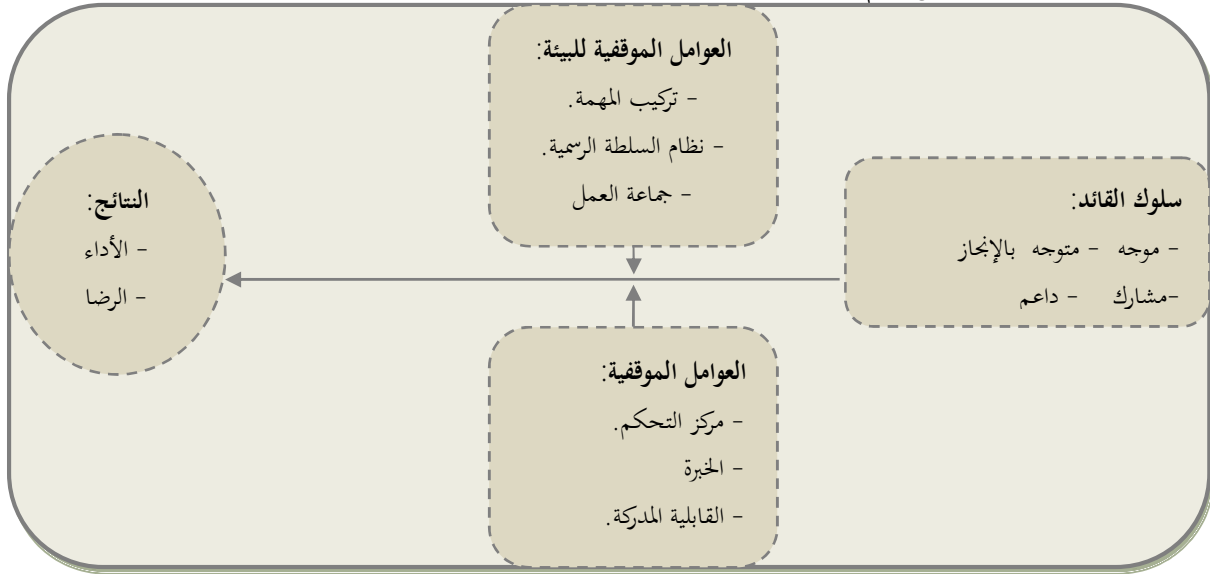 العوامل الموقفية للبيئة:
- تركيب المهمة.
- نظام السلطة الرسمية.
- جماعة العمل
سلوك القائد:
- موجه - متوجه بالإنجاز
-مشارك - داعم
النتائج:
- الأداء
- الرضا
العوامل الموقفية:
- مركز التحكم.
- الخبرة
- القابلية المدركة.